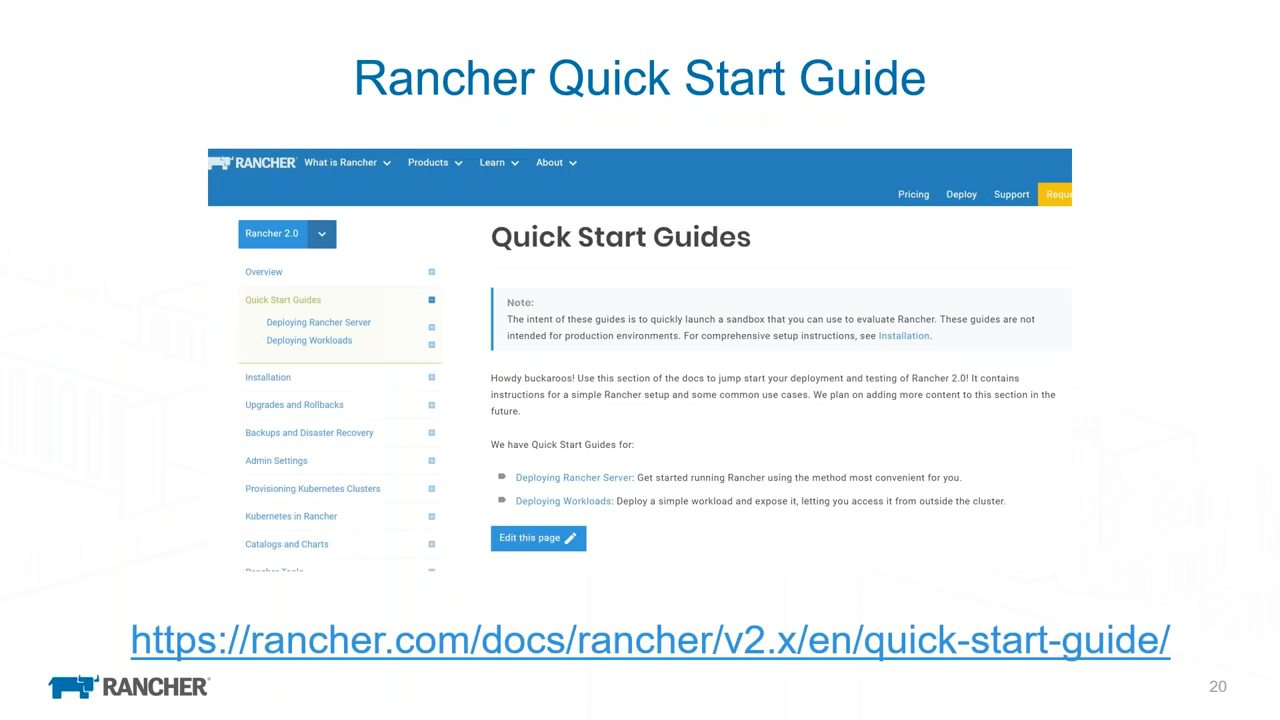 Rancher Quick Start Guide
RANCHER What is Rancher Products Learn About
Pricing Deploy Support Reque
Rancher 2.0
Overview
Quick Start Guides
Deploying Rancher Server
Deploying Workloads
Installation
Upgrades and Rollbacks
Backups and Disaster Recovery
Admin Settings
Provisioning Kubernetes Clusters
Kubernetes in Rancher
Catalogs and Charts
Quick Start Guides
Note:
The intent of these guides is to quickly launch a sandbox that you can use to evaluate Rancher. These guides are not
intended for production environments. For comprehensive setup instructions, see Installation.
Howdy buckaroos! Use this section of the docs to jump start your deployment and testing of Rancher 2.0! It contains
instructions for a simple Rancher setup and some common use cases. We plan on adding more content to this section in the
future.
We have Quick Start Guides for:
Deploying Rancher Server: Get started running Rancher using the method most convenient for you.
Deploying Workloads: Deploy a simple workload and expose it, letting you access it from outside the cluster.
Edit this page
https://rancher.com/docs/rancher/v2.x/en/quick-start-guide/
RANCHER
20